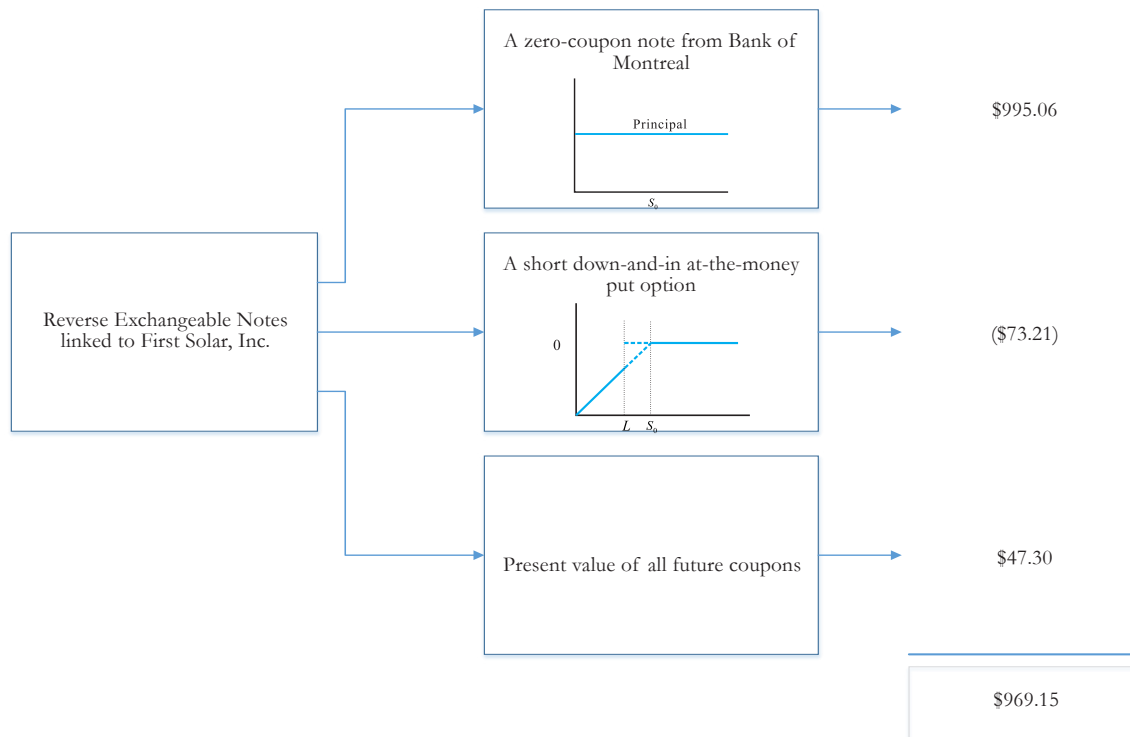 A zero-coupon note from Bank of
Montreal
Principal
S₀
$995.06
Reverse Exchangeable Notes
linked to First Solar, Inc.
A short down-and-in at-the-money
put option
0
L S₀
($73.21)
Present value of all future coupons
$47.30
$969.15